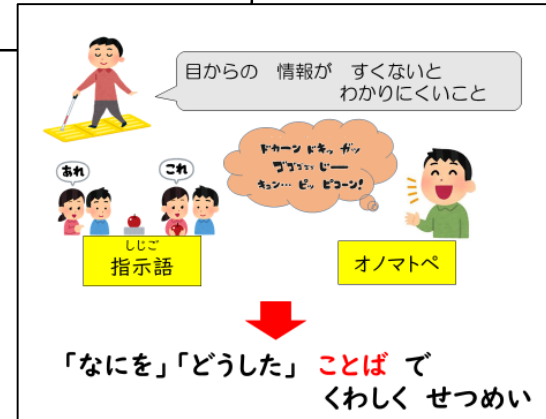 目からの 情報が すくないと
わかりにくいこと
あれ
これ
ドカーン ドキッ ガッ
ゴゴゴゴゴ じーー
キュン… ピッ ピコーン!
しじご
指示語
オノマトペ
「なにを」「どうした」 ことば で
くわしく せつめい